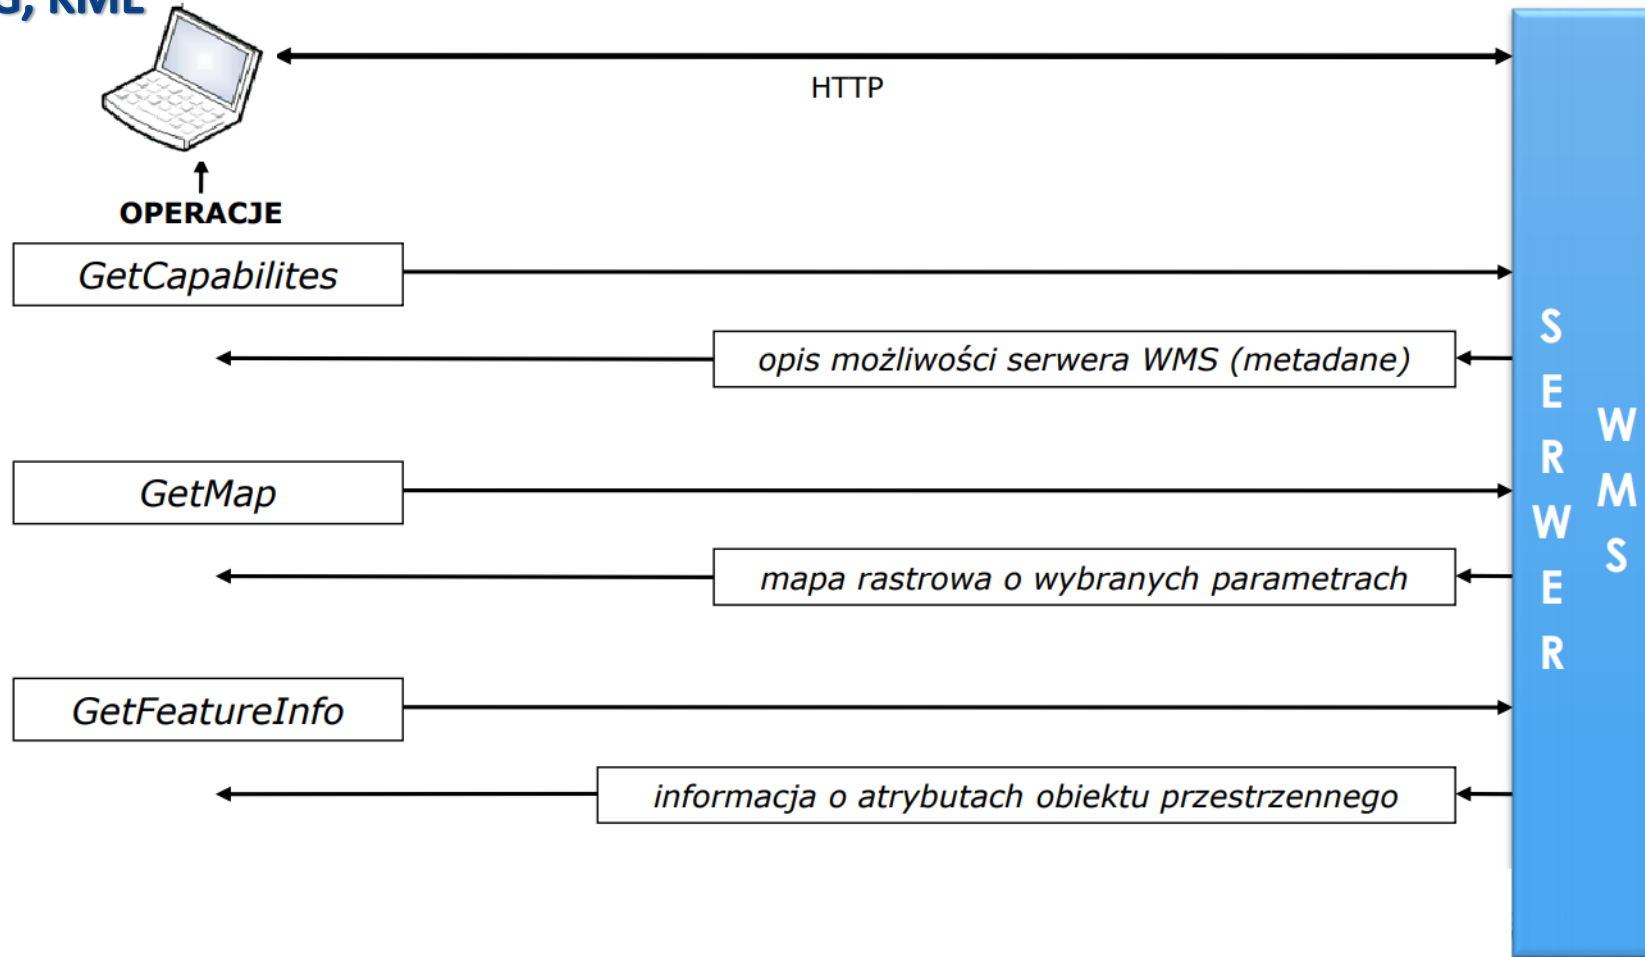 G, KML
HTTP
OPERACJE
GetCapabilites
opis możliwości serwera WMS (metadane)
GetMap
mapa rastrowa o wybranych parametrach
GetFeatureInfo
informacja o atrybutach obiektu przestrzennego
SERWER
WMS